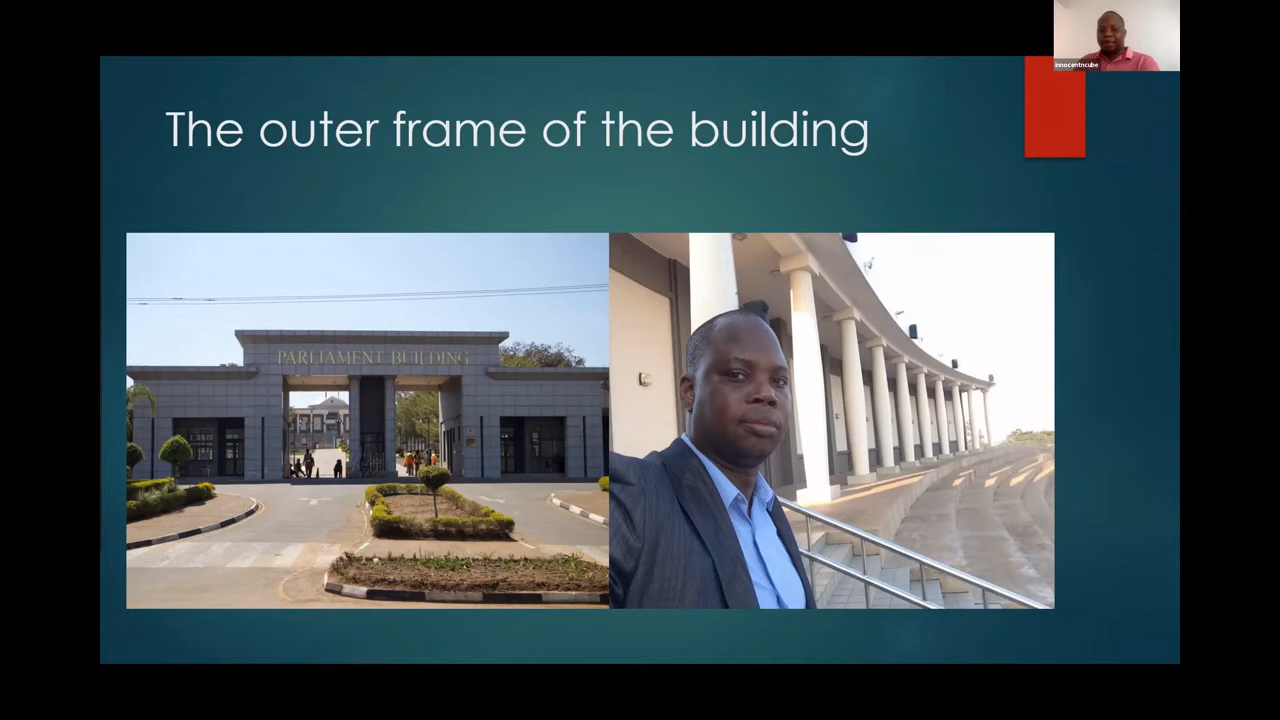 innocentncube
The outer frame of the building
PARLIAMENT BUILDING